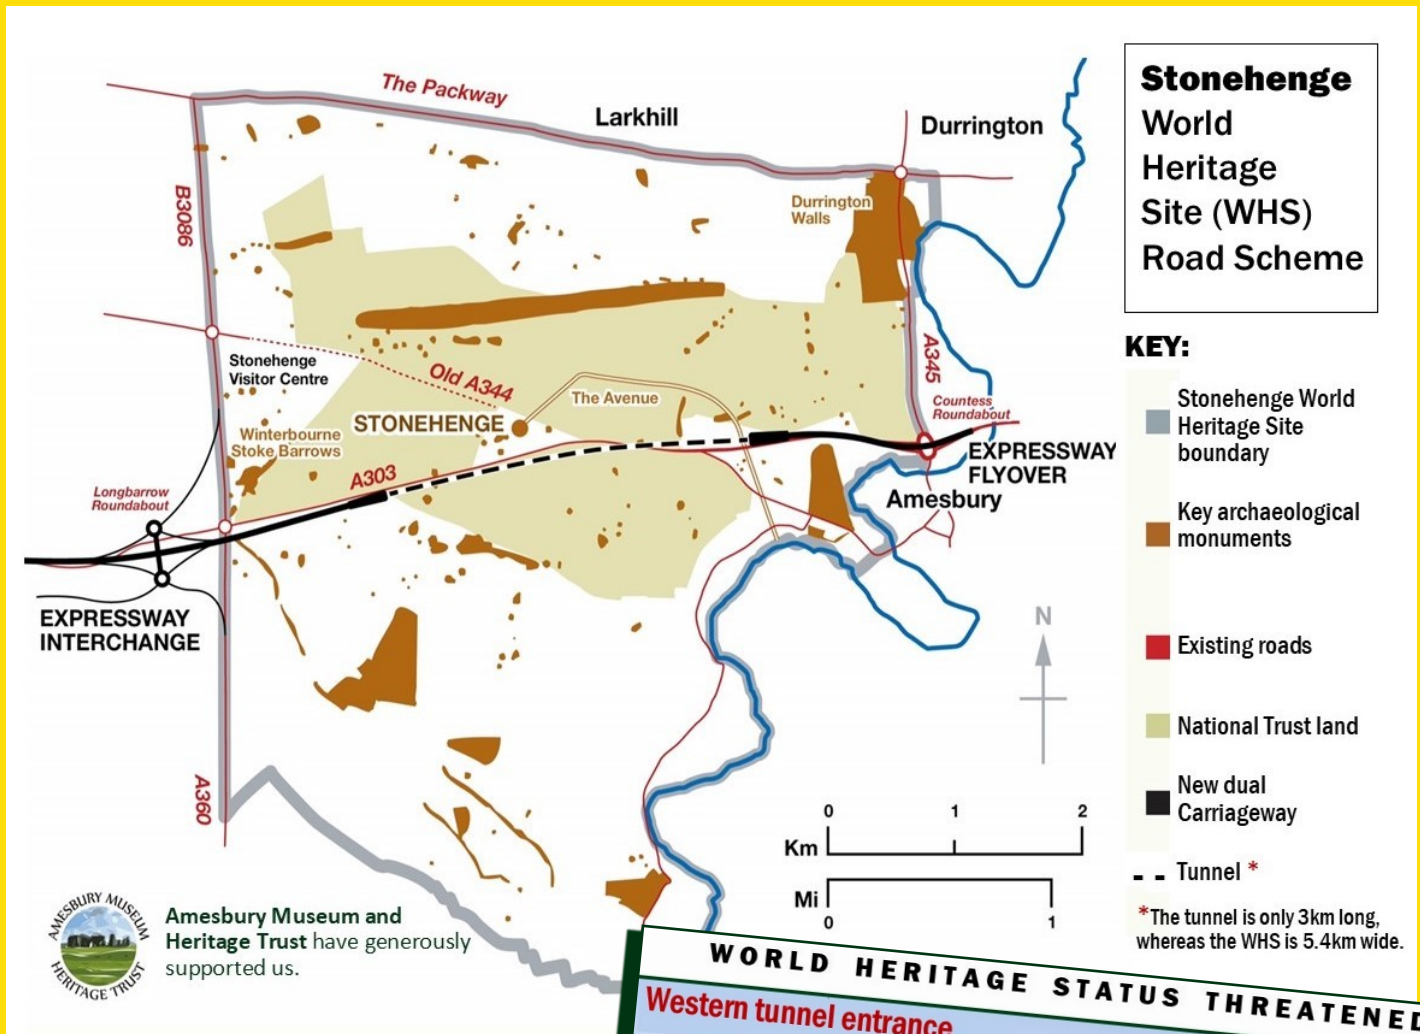 The Packway
Larkhill
Durrington
Stonehenge
World
Heritage
Site (WHS)
Road Scheme
B3086
Durrington
Walls
KEY:
Stonehenge World
Heritage Site
boundary
Stonehenge
Visitor Centre
Old A344
A345
The Avenue
STONEHENGE
Countess
Roundabout
Winterbourne
Stoke Barrows
A303
EXPRESSWAY
FLYOVER
Longbarrow
Roundabout
Amesbury
Key archaeological
monuments
EXPRESSWAY
INTERCHANGE
N
Existing roads
National Trust land
A360
New dual
Carriageway
0 1 2
Km
Mi
0 1
Tunnel *
*The tunnel is only 3km long,
whereas the WHS is 5.4km wide.
AMESBURY MUSEUM
HERITAGE TRUST
Amesbury Museum and
Heritage Trust have generously
supported us.
WORLD HERITAGE STATUS THREATENED
Western tunnel entrance